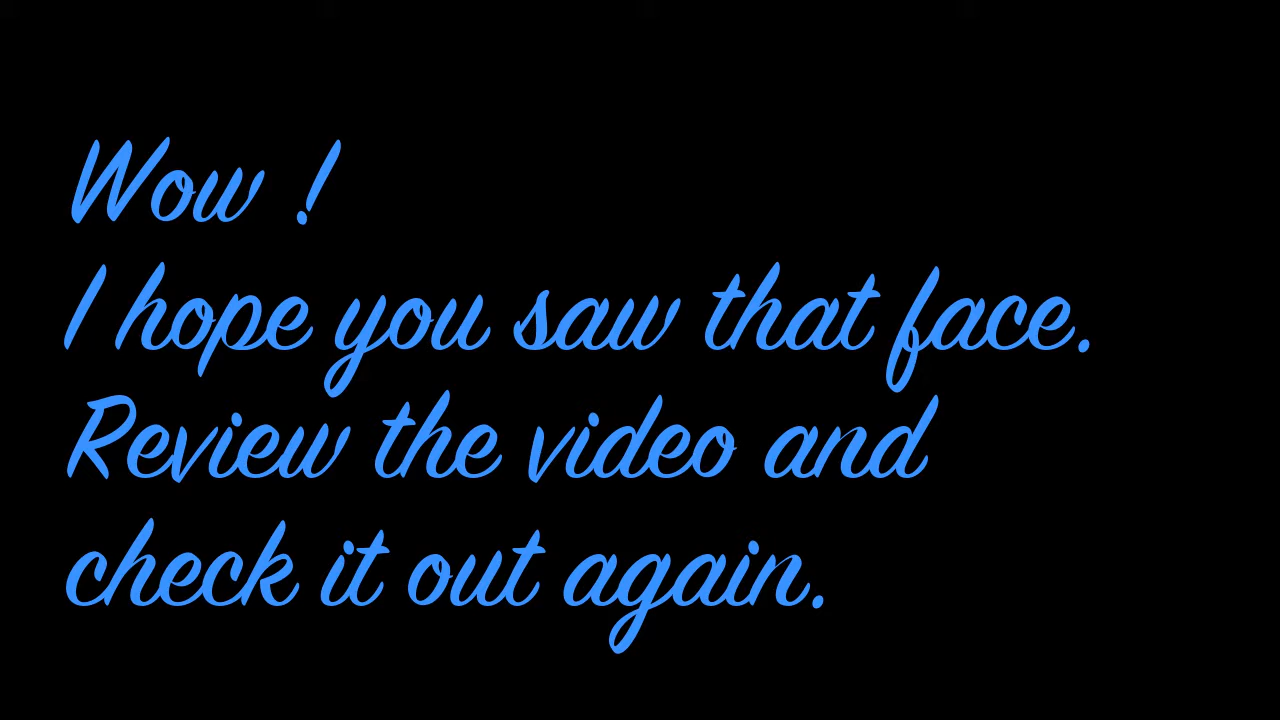 Wow !
I hope you saw that face.
Review the video and
check it out again.